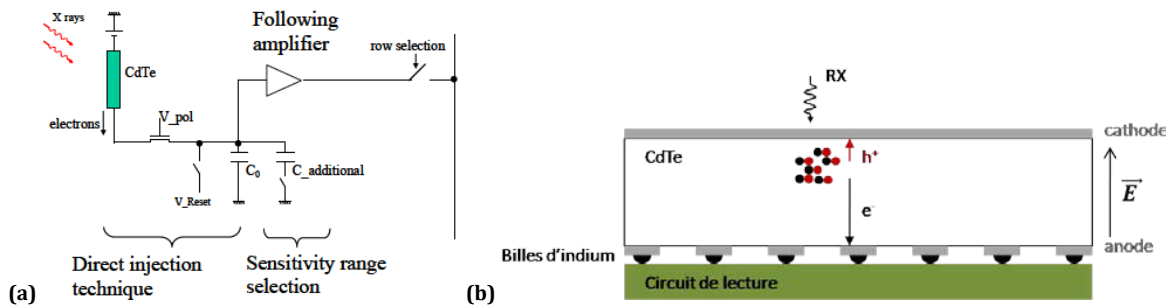 X rays
CdTe
electrons
V_pol
V_Reset
C₀
C_additional
Following
amplifier
row selection
Direct injection
technique
Sensitivity range
selection
(a)
RX
cathode
CdTe
h⁺
E
e⁻
anode
Billes d'indium
Circuit de lecture
(b)